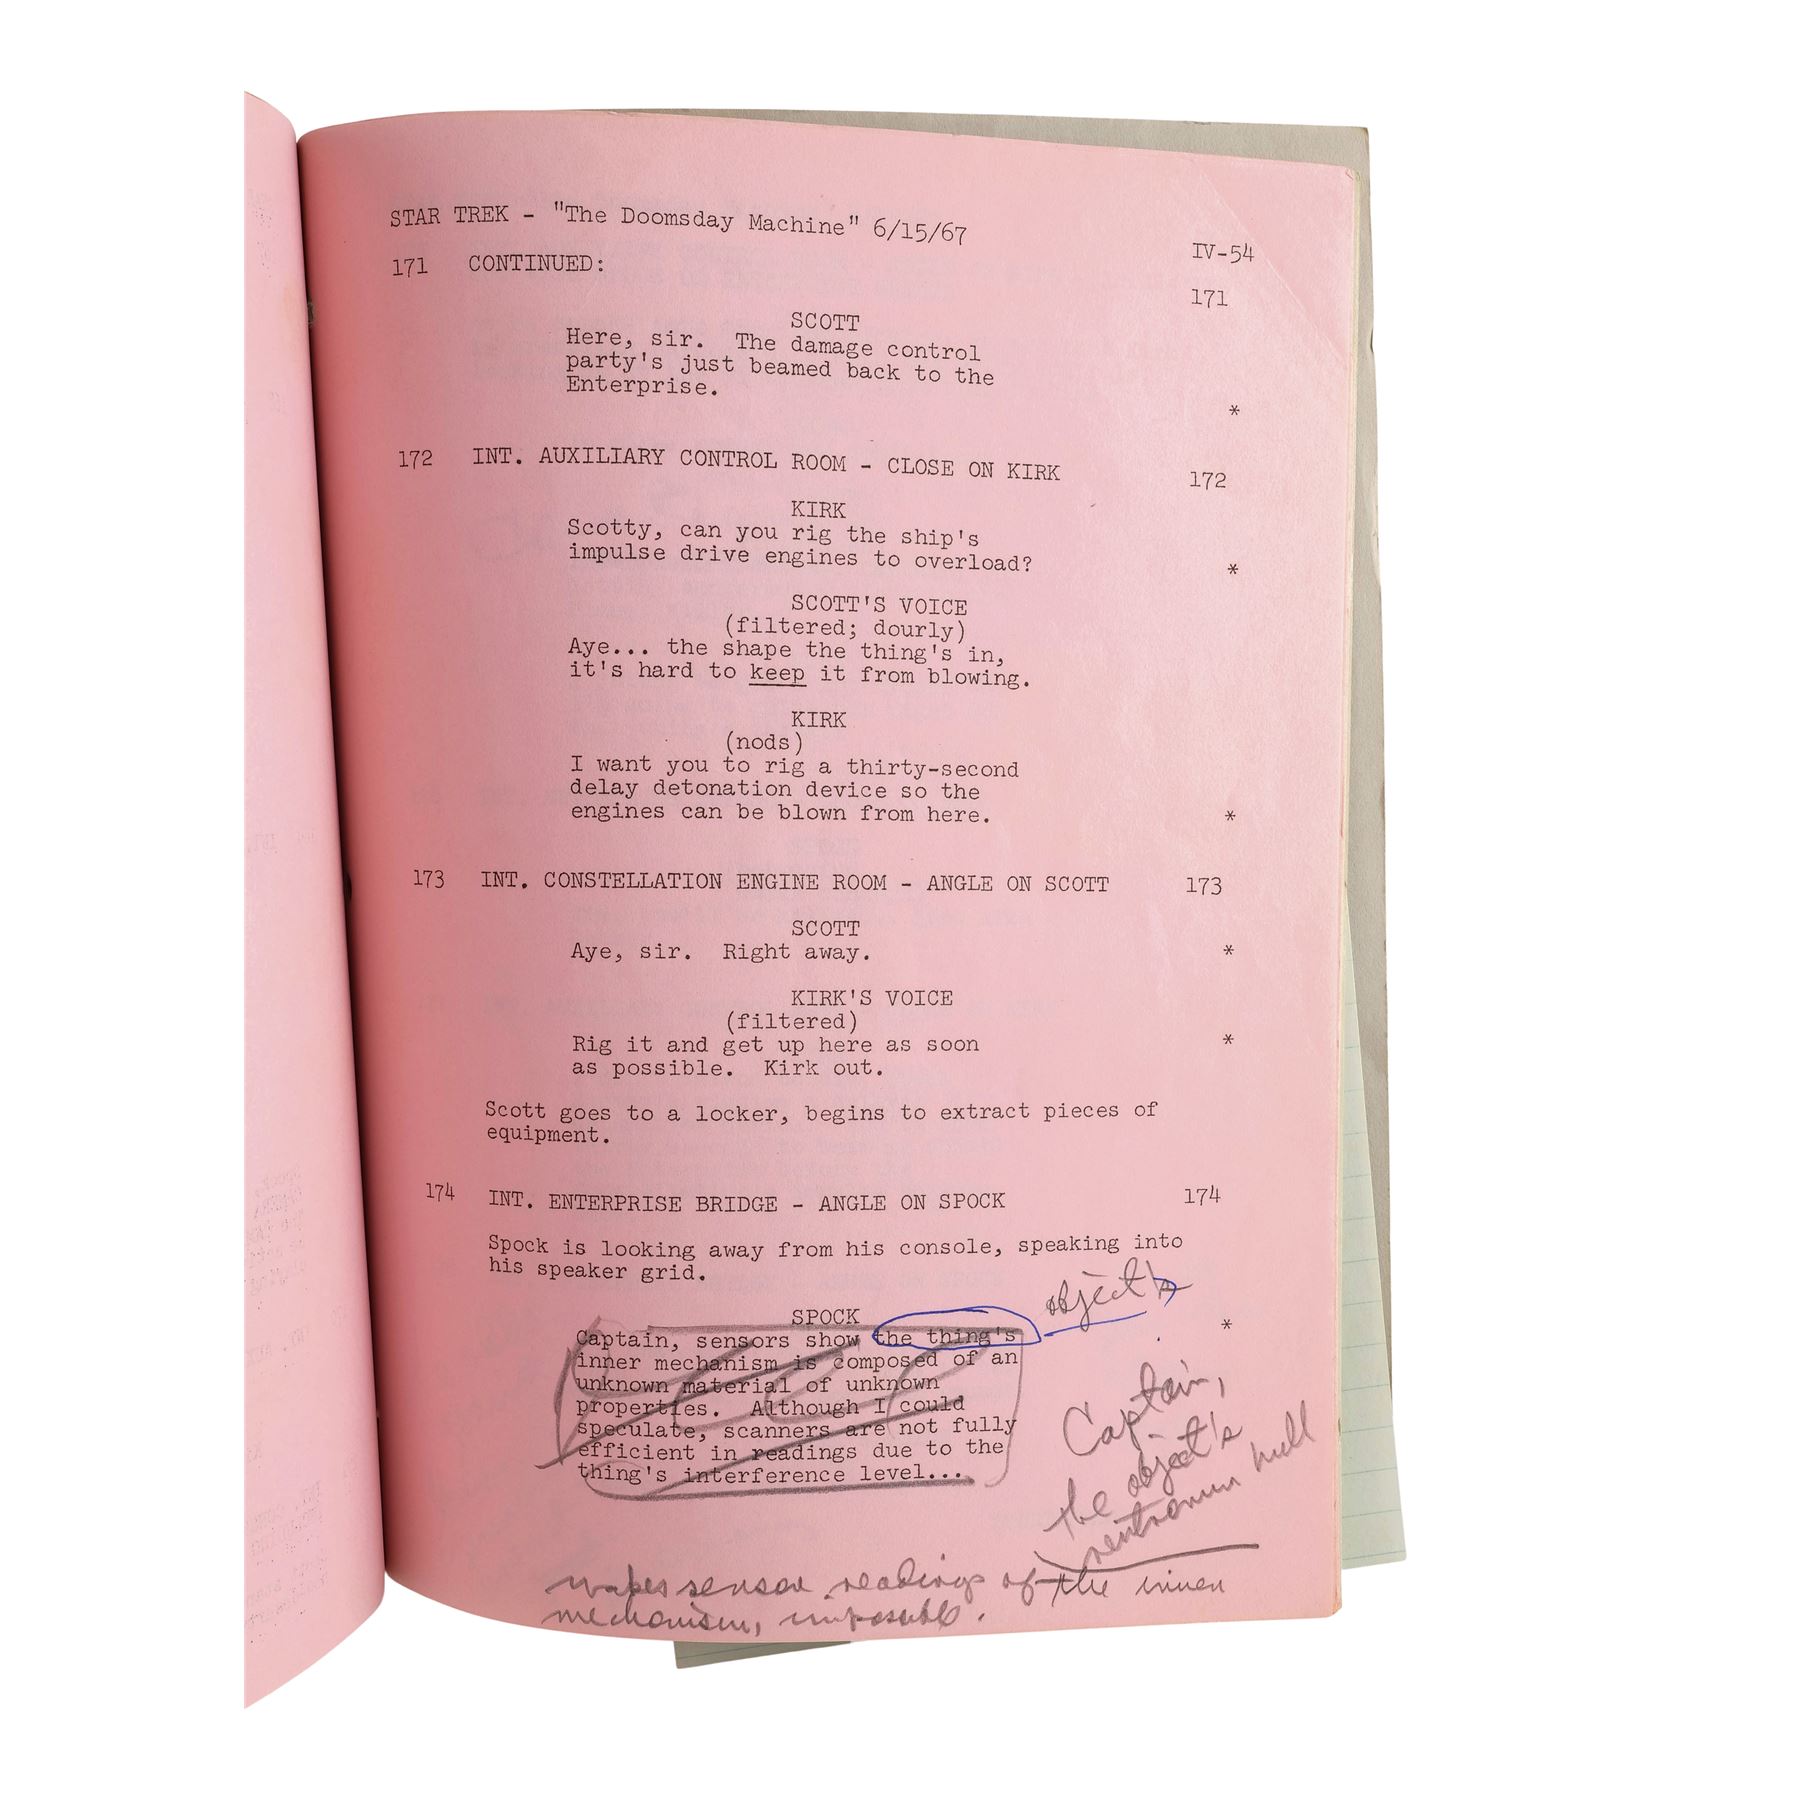 STAR TREK - "The Doomsday Machine" 6/15/67
IV-54
171 CONTINUED:
171
SCOTT
Here, sir. The damage control
party's just beamed back to the
Enterprise.
*
172 INT. AUXILIARY CONTROL ROOM - CLOSE ON KIRK 172
KIRK
Scotty, can you rig the ship's
impulse drive engines to overload? *
SCOTT'S VOICE
(filtered; dourly)
Aye... the shape the thing's in,
it's hard to keep it from blowing.
KIRK
(nods)
I want you to rig a thirty-second
delay detonation device so the
engines can be blown from here. *
173 INT. CONSTELLATION ENGINE ROOM - ANGLE ON SCOTT 173
SCOTT
Aye, sir. Right away. *
KIRK'S VOICE
(filtered)
Rig it and get up here as soon *
as possible. Kirk out.
Scott goes to a locker, begins to extract pieces of
equipment.
174 INT. ENTERPRISE BRIDGE - ANGLE ON SPOCK 174
Spock is looking away from his console, speaking into
his speaker grid.
object's
SPOCK *
Captain, sensors show the thing's
inner mechanism is composed of an
unknown material of unknown
properties. Although I could
speculate, scanners are not fully
efficient in readings due to the
thing's interference level...
Captain,
the object's
neutronium hull
makes sensor readings of the inner
mechanism, impossible.